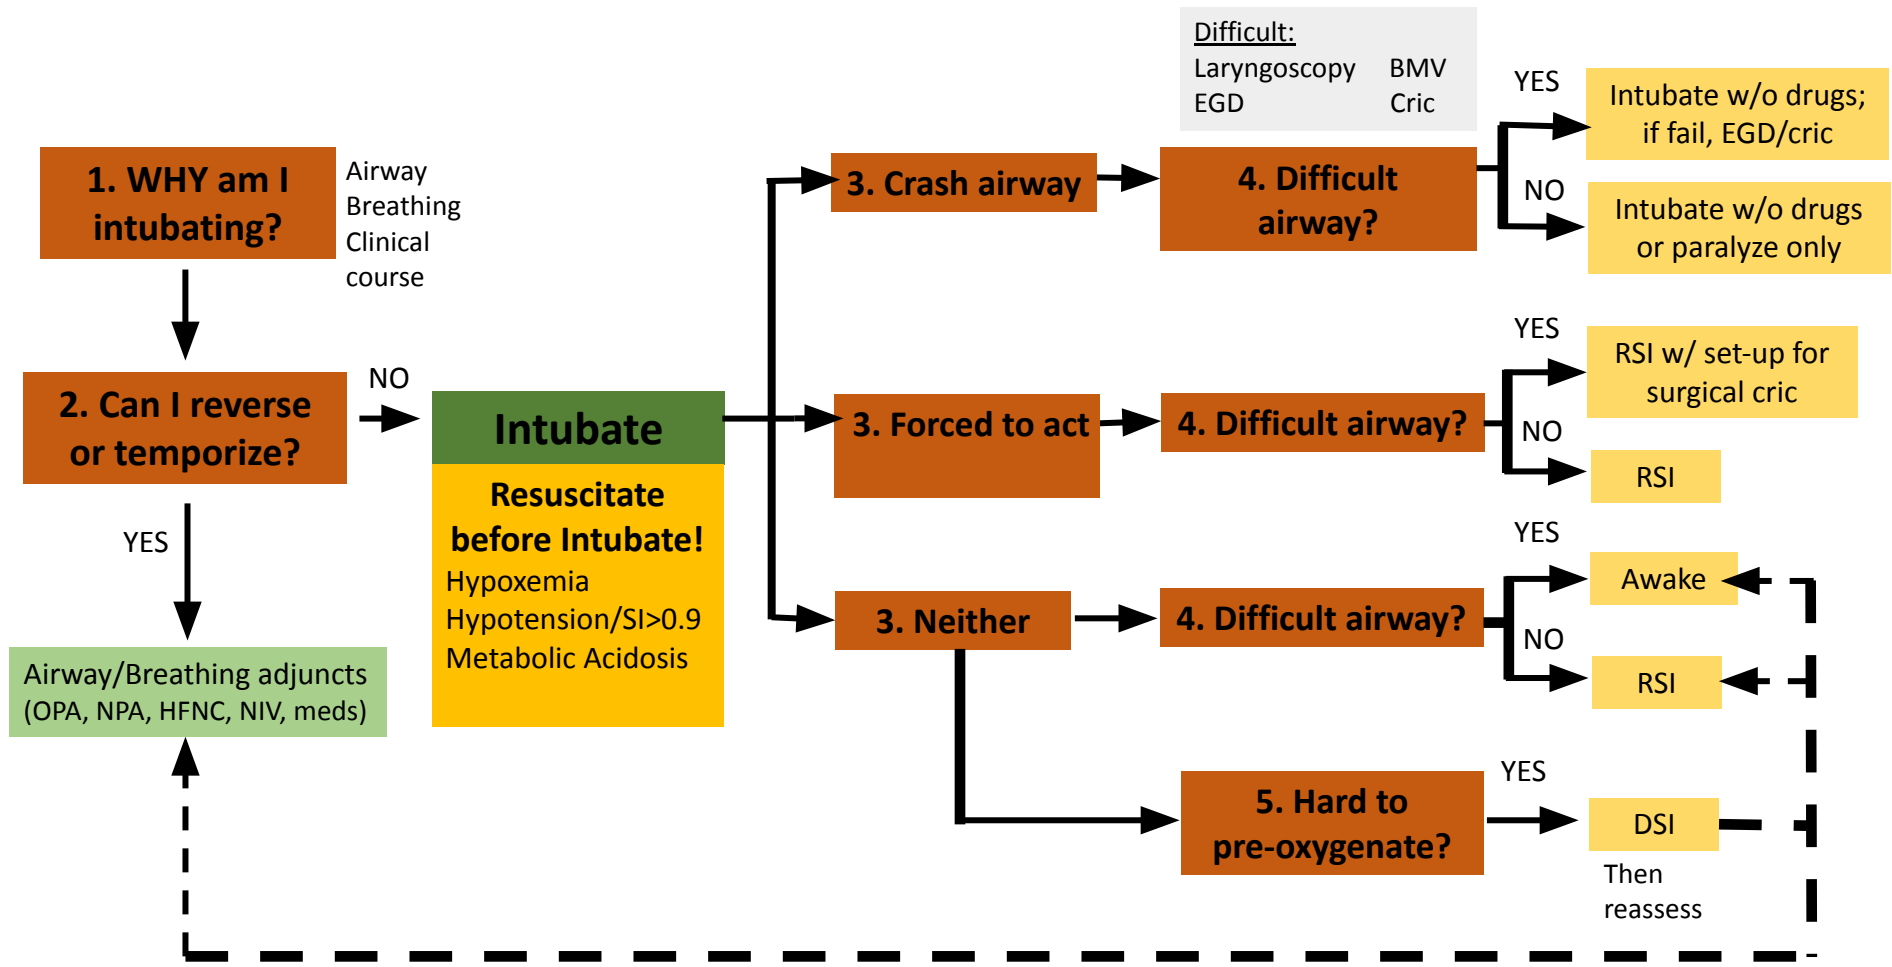 1. WHY am I
intubating?
Airway
Breathing
Clinical
course
2. Can I reverse
or temporize?
NO
YES
Airway/Breathing adjuncts
(OPA, NPA, HFNC, NIV, meds)
Intubate
Resuscitate
before Intubate!
Hypoxemia
Hypotension/SI>0.9
Metabolic Acidosis
3. Crash airway
Difficult:
Laryngoscopy BMV
EGD Cric
4. Difficult
airway?
YES
Intubate w/o drugs;
if fail, EGD/cric
NO
Intubate w/o drugs
or paralyze only
3. Forced to act
4. Difficult airway?
YES
RSI w/ set-up for
surgical cric
NO
RSI
3. Neither
4. Difficult airway?
YES
Awake
NO
RSI
5. Hard to
pre-oxygenate?
YES
DSI
Then
reassess